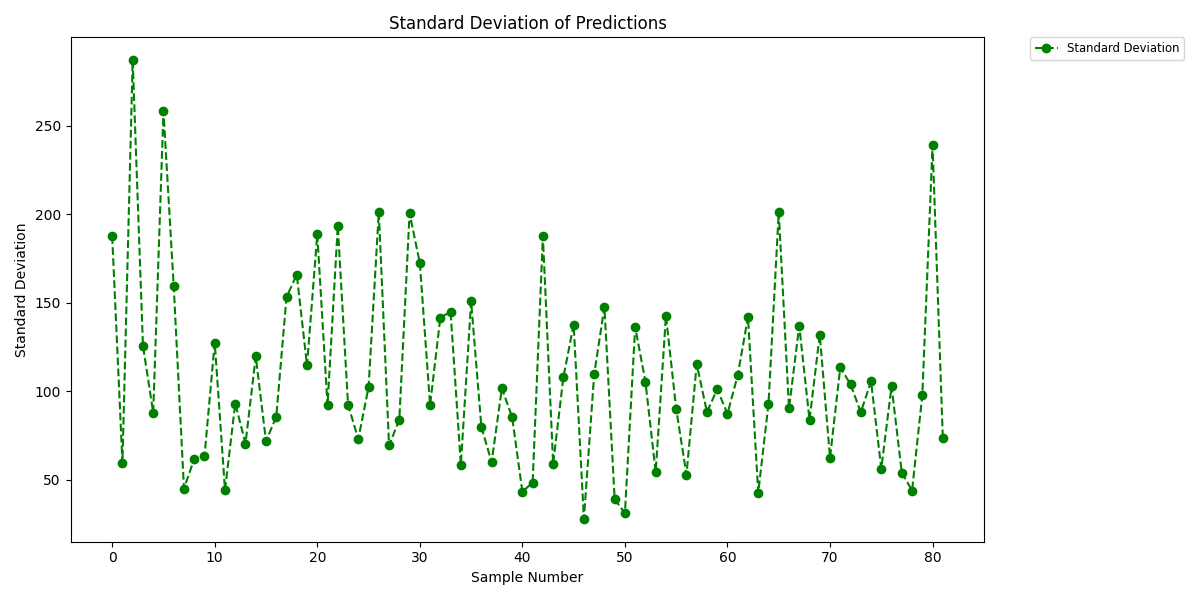 Standard Deviation of Predictions
Standard Deviation
250
200
150
100
50
Standard Deviation
0 10 20 30 40 50 60 70 80
Sample Number